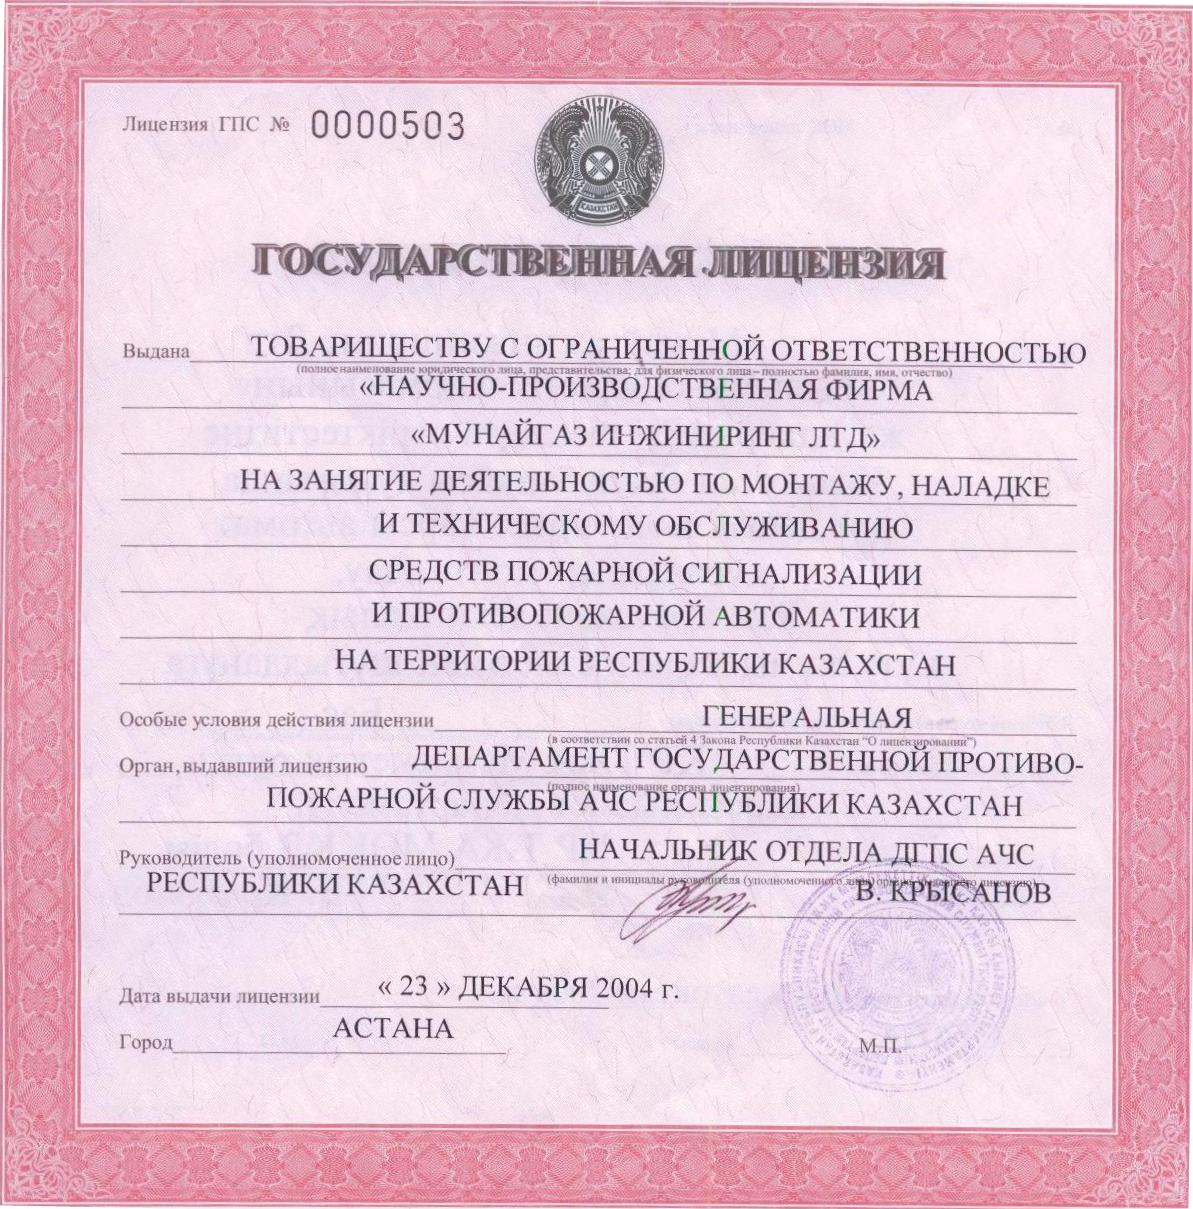 Лицензия ГПС № 0000503
КАЗАХСТАН
ГОСУДАРСТВЕННАЯ ЛИЦЕНЗИЯ
Выдана ТОВАРИЩЕСТВУ С ОГРАНИЧЕННОЙ ОТВЕТСТВЕННОСТЬЮ
(полное наименование юридического лица, представительства; для физического лица – полностью фамилия, имя, отчество)
«НАУЧНО-ПРОИЗВОДСТВЕННАЯ ФИРМА
«МУНАЙГАЗ ИНЖИНИРИНГ ЛТД»
НА ЗАНЯТИЕ ДЕЯТЕЛЬНОСТЬЮ ПО МОНТАЖУ, НАЛАДКЕ
И ТЕХНИЧЕСКОМУ ОБСЛУЖИВАНИЮ
СРЕДСТВ ПОЖАРНОЙ СИГНАЛИЗАЦИИ
И ПРОТИВОПОЖАРНОЙ АВТОМАТИКИ
НА ТЕРРИТОРИИ РЕСПУБЛИКИ КАЗАХСТАН
Особые условия действия лицензии ГЕНЕРАЛЬНАЯ
(в соответствии со статьей 4 Закона Республики Казахстан “О лицензировании”)
Орган, выдавший лицензию ДЕПАРТАМЕНТ ГОСУДАРСТВЕННОЙ ПРОТИВО-
(полное наименование органа лицензирования)
ПОЖАРНОЙ СЛУЖБЫ АЧС РЕСПУБЛИКИ КАЗАХСТАН
Руководитель (уполномоченное лицо) НАЧАЛЬНИК ОТДЕЛА ДГПС АЧС
(фамилия и инициалы руководителя (уполномоченного лица) органа, выдавшего лицензию)
РЕСПУБЛИКИ КАЗАХСТАН В. КРЫСАНОВ
Дата выдачи лицензии « 23 » ДЕКАБРЯ 2004 г.
Город АСТАНА
М.П.